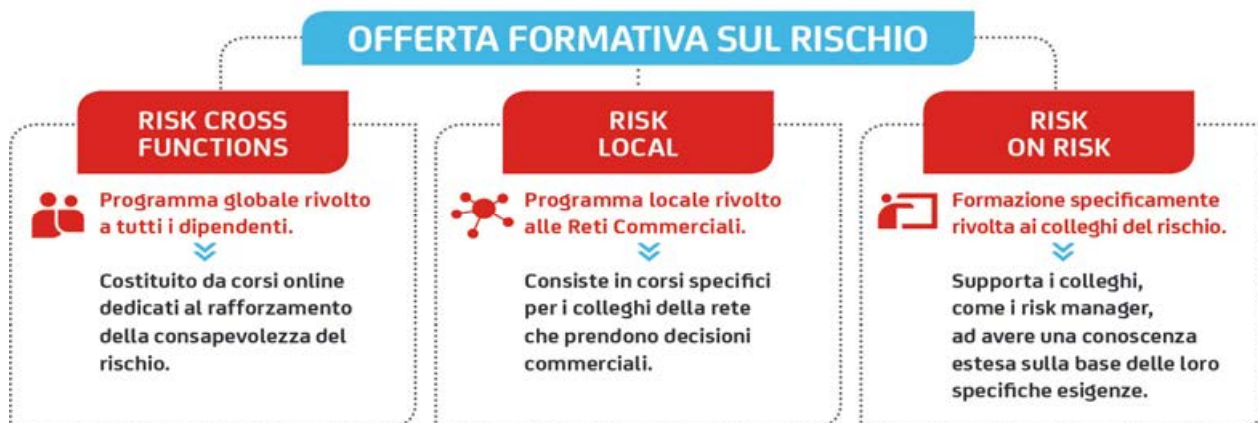 OFFERTA FORMATIVA SUL RISCHIO
RISK CROSS
FUNCTIONS
Programma globale rivolto
a tutti i dipendenti.
Costituito da corsi online
dedicati al rafforzamento
della consapevolezza del
rischio.
RISK
LOCAL
Programma locale rivolto
alle Reti Commerciali.
Consiste in corsi specifici
per i colleghi della rete
che prendono decisioni
commerciali.
RISK
ON RISK
Formazione specificamente
rivolta ai colleghi del rischio.
Supporta i colleghi,
come i risk manager,
ad avere una conoscenza
estesa sulla base delle loro
specifiche esigenze.